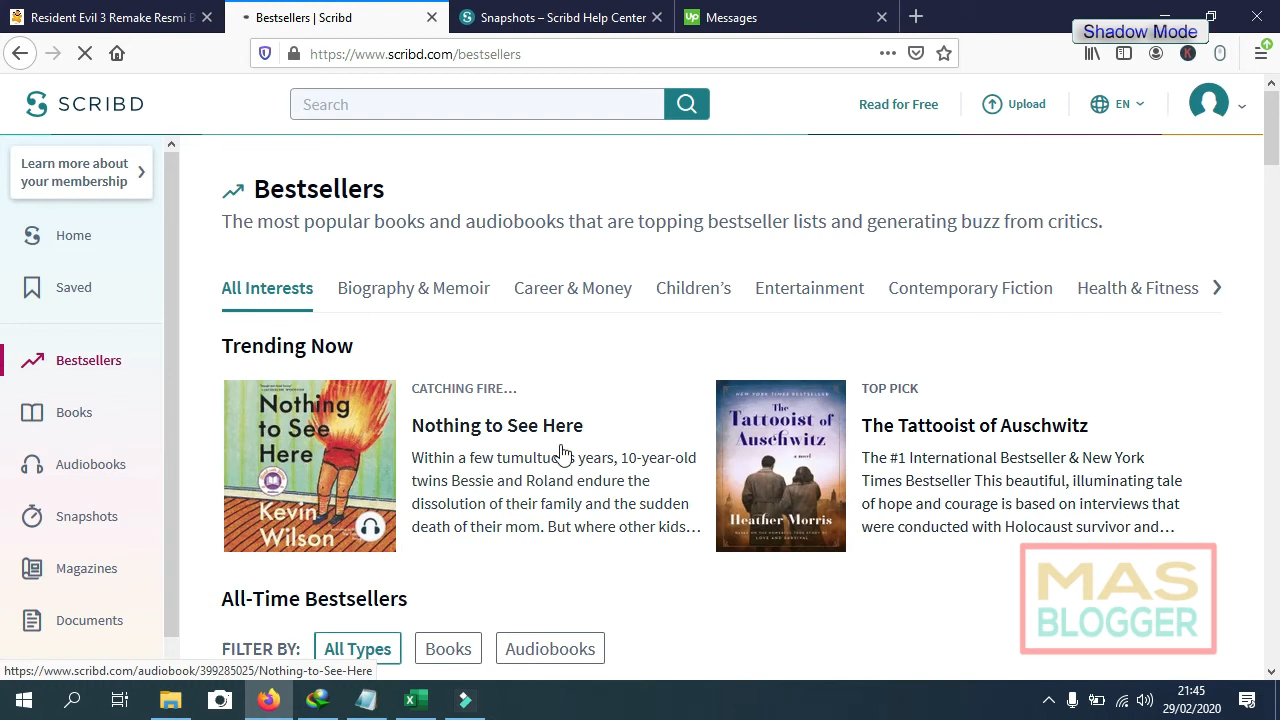 Resident Evil 3 Remake Resmi B
Bestsellers | Scribd
Snapshots – Scribd Help Center
Up
Messages
Shadow Mode
https://www.scribd.com/bestsellers
K
SCRIBD
Search
Read for Free
Upload
EN
Learn more about
your membership
Home
Saved
Bestsellers
Books
Audiobooks
Snapshots
Magazines
Documents
Bestsellers
The most popular books and audiobooks that are topping bestseller lists and generating buzz from critics.
All Interests
Biography & Memoir
Career & Money
Children's
Entertainment
Contemporary Fiction
Health & Fitness
Trending Now
Nothing
to See
Here
Kevin
Wilson
CATCHING FIRE…
Nothing to See Here
Within a few tumultuous years, 10-year-old
twins Bessie and Roland endure the
dissolution of their family and the sudden
death of their mom. But where other kids…
NEW YORK TIMES BESTSELLER
The
Tattooist
of
Auschwitz
a novel
Heather Morris
TOP PICK
The Tattooist of Auschwitz
The #1 International Bestseller & New York
Times Bestseller This beautiful, illuminating tale
of hope and courage is based on interviews that
were conducted with Holocaust survivor and…
All-Time Bestsellers
FILTER BY:
All Types
Books
Audiobooks
MAS
BLOGGER
https://www.scribd.com/audiobook/399285025/Nothing-to-See-Here
21:45
29/02/2020